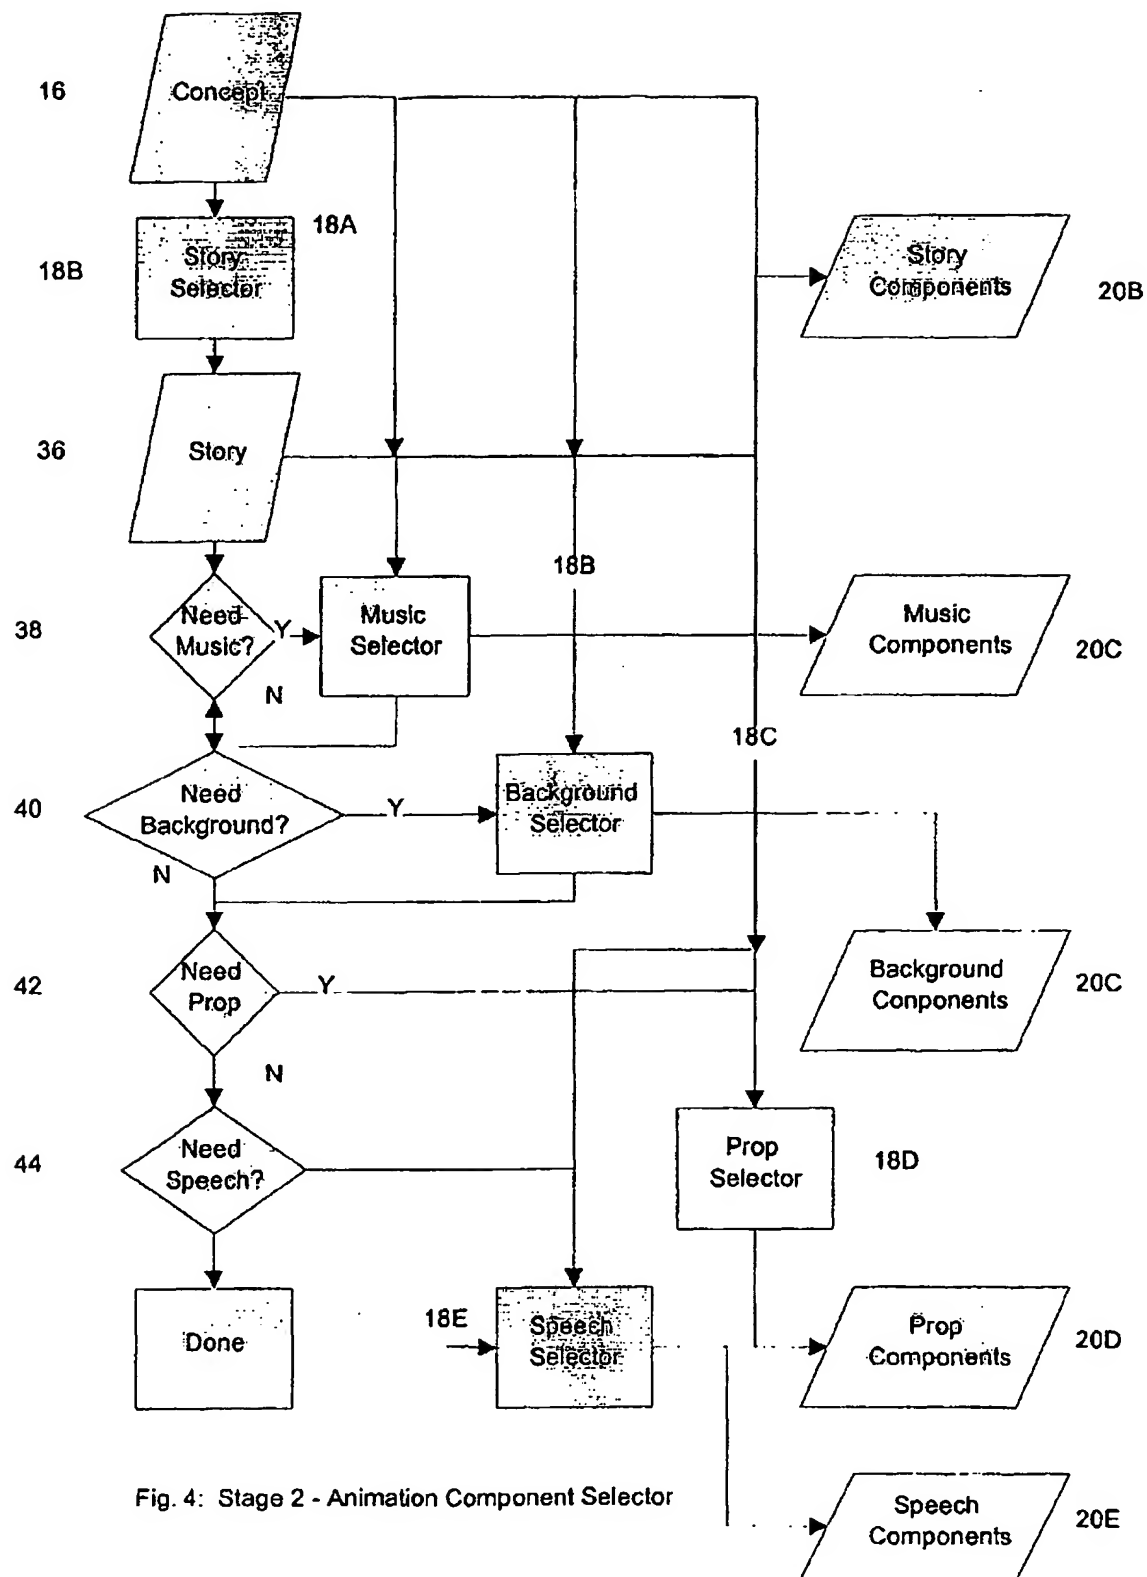 16
Concept
18A
18B
Story
Selector
Story
Components
20B
36
Story
18B
38
Need
Music?
Y
Music
Selector
Music
Components
20C
N
18C
40
Need
Background?
Y
Background
Selector
N
42
Need
Prop
Y
Background
Conponents
20C
N
44
Need
Speech?
Prop
Selector
18D
Done
18E
Speech
Selector
Prop
Components
20D
Fig. 4: Stage 2 - Animation Component Selector
Speech
Components
20E